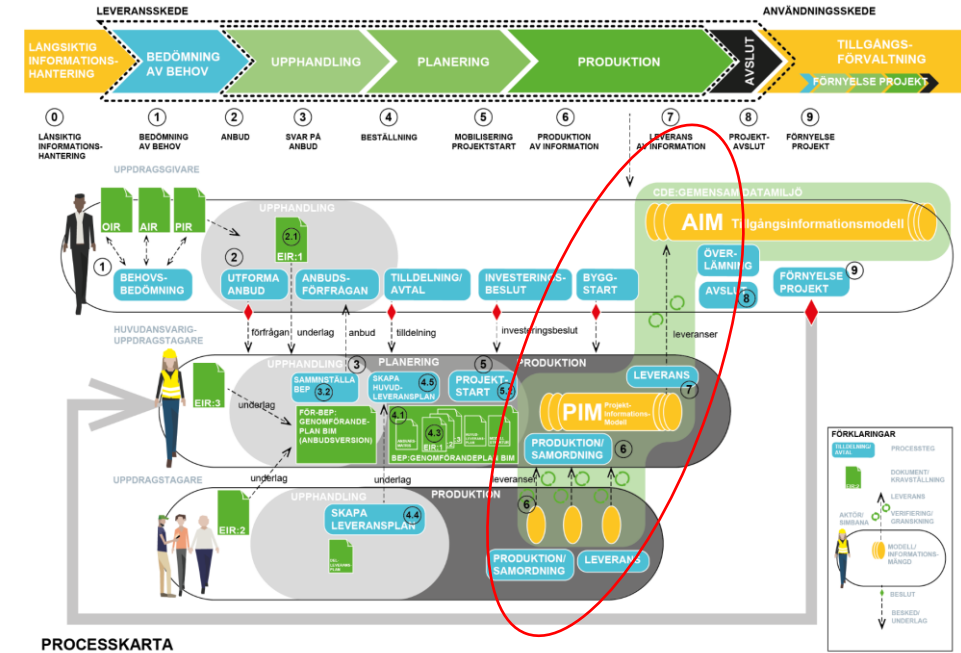 LEVERANSSKEDE
ANVÄNDNINGSSKEDE
LÅNGSIKTIG
INFORMATIONS-
HANTERING
BEDÖMNING
AV BEHOV
UPPHANDLING
PLANERING
PRODUKTION
AVSLUT
TILLGÅNGS-
FÖRVALTNING
FÖRNYELSE PROJEKT
0
1
2
3
4
5
6
7
8
9
LÅNSIKTIG
INFORMATIONS-
HANTERING
BEDÖMNING
AV BEHOV
ANBUD
SVAR PÅ
ANBUD
BESTÄLLNING
MOBILISERING
PROJEKTSTART
PRODUKTION
AV INFORMATION
LEVERANS
AV INFORMATION
PROJEKT-
AVSLUT
FÖRNYELSE
PROJEKT
UPPDRAGSGIVARE
OIR
AIR
PIR
UPPHANDLING
2.1
EIR:1
CDE:GEMENSAM DATAMILJÖ
AIM Tillgångsinformationsmodell
1
BEHOVS-
BEDÖMNING
2
UTFORMA
ANBUD
ANBUDS-
FÖRFRÅGAN
TILLDELNING/
AVTAL
INVESTERINGS-
BESLUT
BYGG-
START
ÖVER-
LÄMNING
AVSLUT
8
FÖRNYELSE
PROJEKT
9
förfrågan
underlag
anbud
tilldelning
investeringsbeslut
leveranser
HUVUDANSVARIG-
UPPDRAGSTAGARE
UPPHANDLING
3
PLANERING
5
PRODUKTION
EIR:3
underlag
SAMMNSTÄLLA
BEP
3.2
SKAPA
HUVUD-
LEVERANSPLAN
4.5
PROJEKT-
START
5.2
LEVERANS
7
FÖR-BEP:
GENOMFÖRANDE-
PLAN BIM
(ANBUDSVERSION)
4.1
4.3
EIR:1
2
3
BEP:GENOMFÖRANDEPLAN BIM
PIM
Projekt-
Informations-
Modell
PRODUKTION/
SAMORDNING
6
underlag
underlag
leveranser
UPPDRAGSTAGARE
EIR:2
UPPHANDLING
PRODUKTION
SKAPA
LEVERANSPLAN
4.4
6
PRODUKTION/
SAMORDNING
LEVERANS
FÖRKLARINGAR
TILLDELNING/
AVTAL
PROCESSTEG
DOKUMENT/
KRAVSTÄLLNING
LEVERANS
AKTÖR/
SIMBANA
VERIFIERING/
GRANSKNING
MODELL/
INFORMATIONS-
MÄNGD
BESLUT
BESKED/
UNDERLAG
PROCESSKARTA